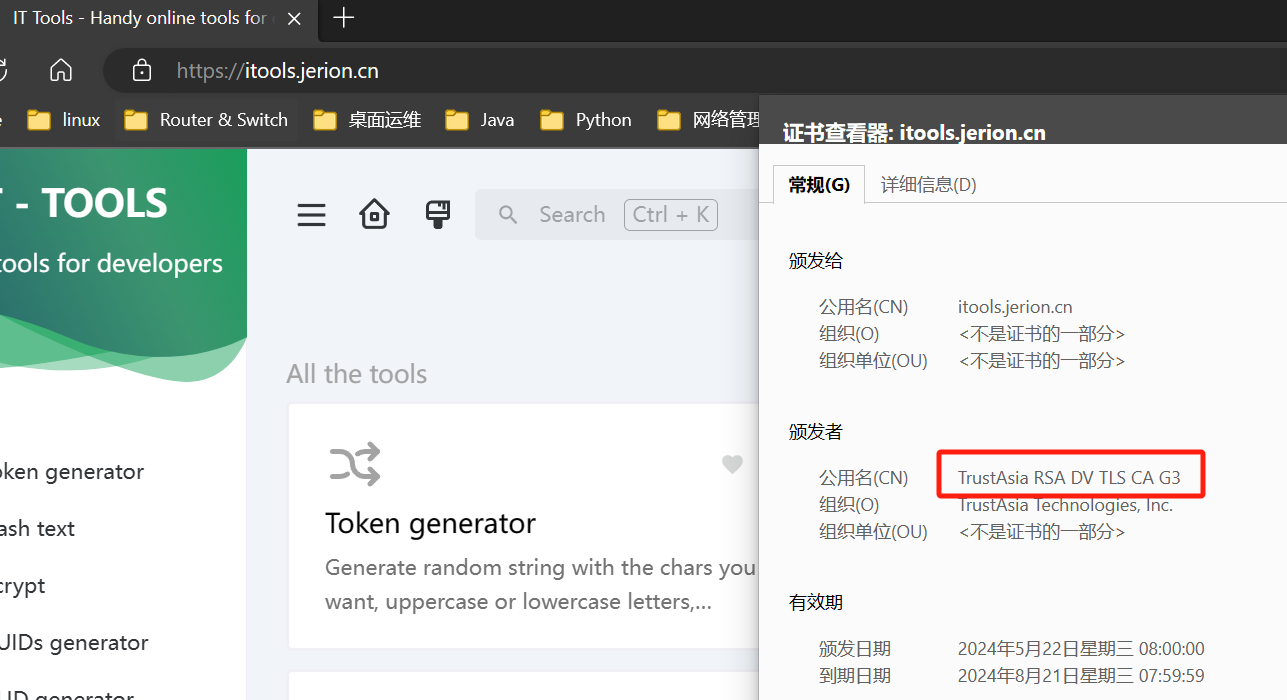 IT Tools - Handy online tools for
https://itools.jerion.cn
linux
Router & Switch
桌面运维
Java
Python
网络管理
证书查看器: itools.jerion.cn
- TOOLS
tools for developers
Search
Ctrl + K
常规(G)
详细信息(D)
颁发给
公用名(CN) itools.jerion.cn
组织(O) <不是证书的一部分>
组织单位(OU) <不是证书的一部分>
All the tools
颁发者
公用名(CN) TrustAsia RSA DV TLS CA G3
组织(O) TrustAsia Technologies, Inc.
组织单位(OU) <不是证书的一部分>
oken generator
ash text
crypt
UIDs generator
Token generator
Generate random string with the chars you
want, uppercase or lowercase letters,...
有效期
颁发日期 2024年5月22日星期三 08:00:00
到期日期 2024年8月21日星期三 07:59:59